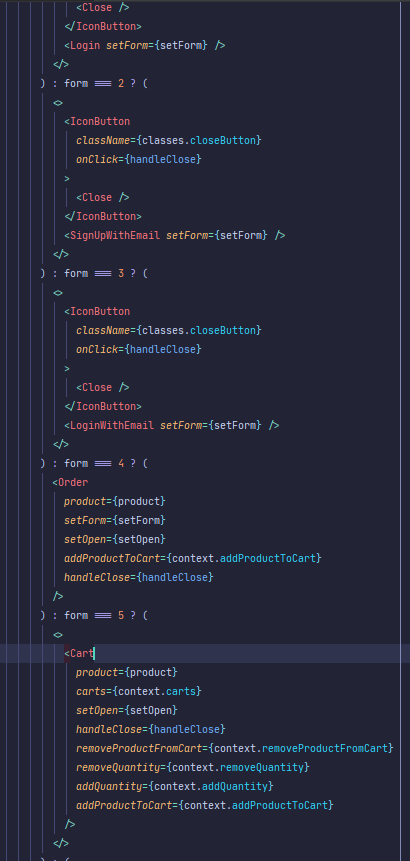 <Close />
</IconButton>
<Login setForm={setForm} />
</>
) : form === 2 ? (
<>
<IconButton
className={classes.closeButton}
onClick={handleClose}
>
<Close />
</IconButton>
<SignUpWithEmail setForm={setForm} />
</>
) : form === 3 ? (
<>
<IconButton
className={classes.closeButton}
onClick={handleClose}
>
<Close />
</IconButton>
<LoginWithEmail setForm={setForm} />
</>
) : form === 4 ? (
<Order
product={product}
setForm={setForm}
setOpen={setOpen}
addProductToCart={context.addProductToCart}
handleClose={handleClose}
/>
) : form === 5 ? (
<>
<Cart
product={product}
carts={context.carts}
setOpen={setOpen}
handleClose={handleClose}
removeProductFromCart={context.removeProductFromCart}
removeQuantity={context.removeQuantity}
addQuantity={context.addQuantity}
addProductToCart={context.addProductToCart}
/>
</>
) : (